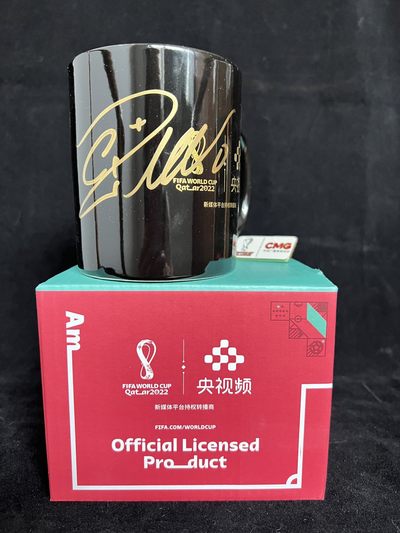 FIFA WORLD CUP
Qatar2022
央视
新媒体平台持权转播商
CMG
Am
FIFA WORLD CUP
Qatar2022
央视频
新媒体平台持权转播商
FIFA.COM/WORLDCUP
Official Licensed
Product